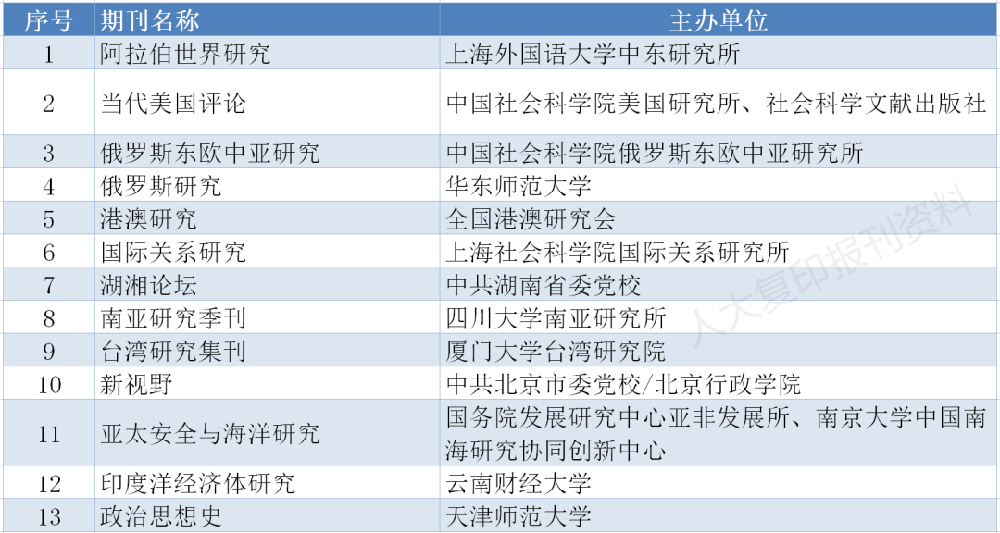 序号 期刊名称 主办单位
1 阿拉伯世界研究 上海外国语大学中东研究所
2 当代美国评论 中国社会科学院美国研究所、社会科学文献出版社
3 俄罗斯东欧中亚研究 中国社会科学院俄罗斯东欧中亚研究所
4 俄罗斯研究 华东师范大学
5 港澳研究 全国港澳研究会
6 国际关系研究 上海社会科学院国际关系研究所
7 湖湘论坛 中共湖南省委党校
8 南亚研究季刊 四川大学南亚研究所
9 台湾研究集刊 厦门大学台湾研究院
10 新视野 中共北京市委党校/北京行政学院
11 亚太安全与海洋研究 国务院发展研究中心亚非发展所、南京大学中国南
海研究协同创新中心
12 印度洋经济体研究 云南财经大学
13 政治思想史 天津师范大学
人大复印报刊资料